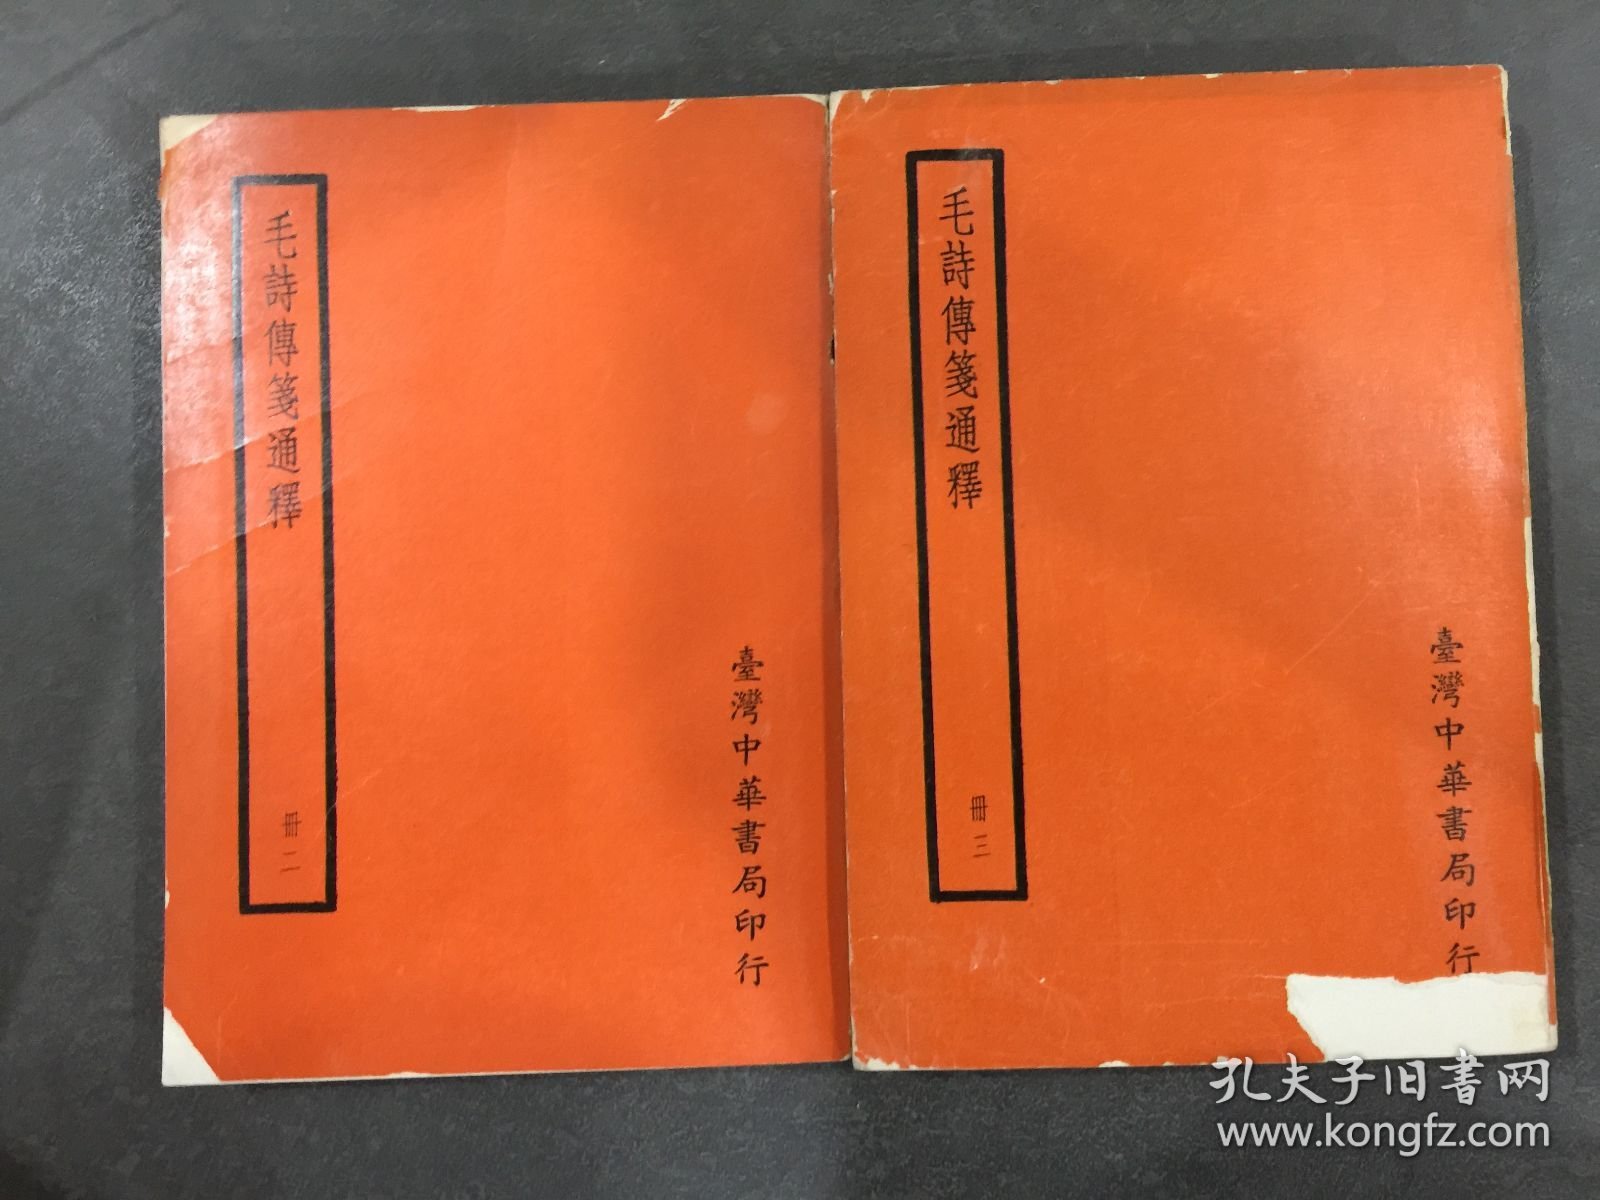 毛詩傳箋通釋
冊二
臺灣中華書局印行
毛詩傳箋通釋
冊三
臺灣中華書局印行
孔夫子旧书网
www.kongfz.com